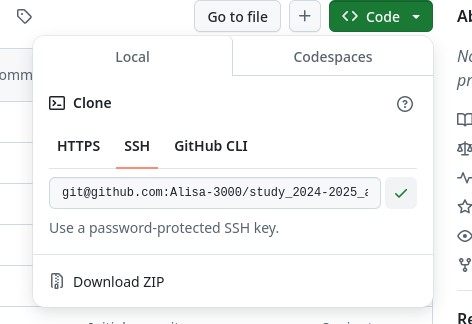 Go to file
Code
Local
Codespaces
Clone
HTTPS
SSH
GitHub CLI
git@github.com:Alisa-3000/study_2024-2025_a
Use a password-protected SSH key.
Download ZIP